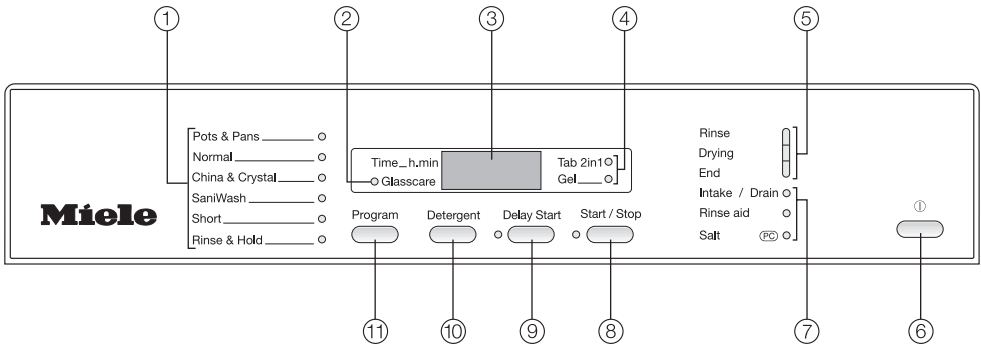 ① ② ③ ④ ⑤
Miele
Pots & Pans
Normal
China & Crystal
SaniWash
Short
Rinse & Hold
Time_h.min
Glasscare
Tab 2in1
Gel
Program
Detergent
Delay Start
Start / Stop
Rinse
Drying
End
Intake / Drain
Rinse aid
Salt PC
⑪ ⑩ ⑨ ⑧ ⑦ ⑥